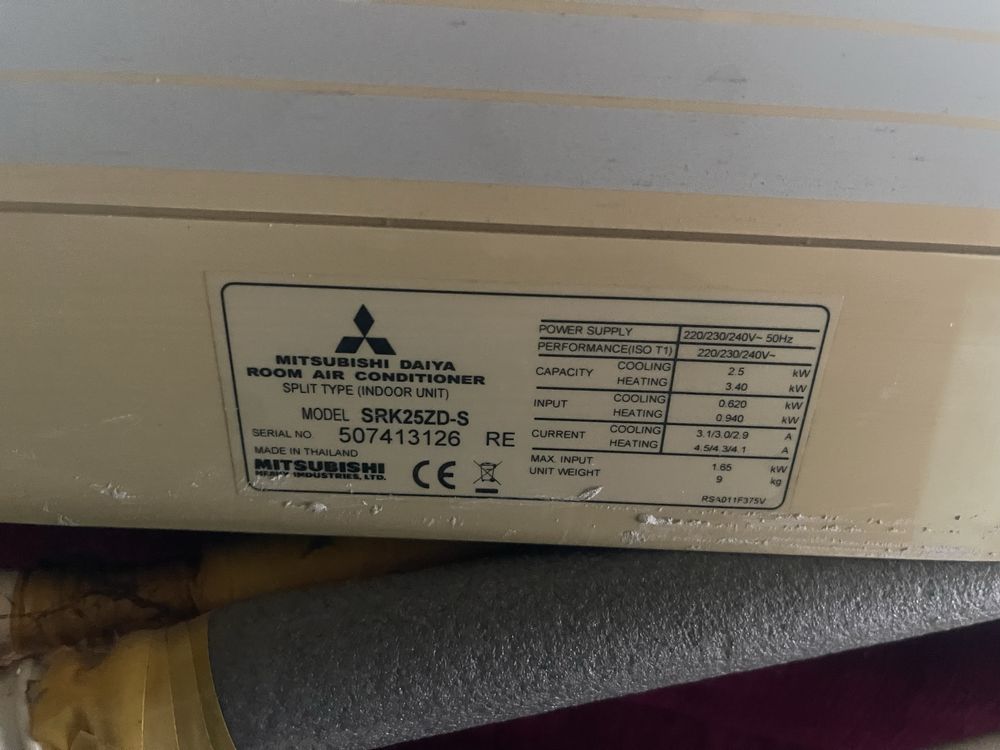 MITSUBISHI DAIYA
ROOM AIR CONDITIONER
SPLIT TYPE (INDOOR UNIT)
MODEL SRK25ZD-S
SERIAL NO. 507413126 RE
MADE IN THAILAND
MITSUBISHI
HEAVY INDUSTRIES, LTD.
CE
POWER SUPPLY 220/230/240V~ 50Hz
PERFORMANCE(ISO T1) 220/230/240V~
CAPACITY COOLING 2.5 kW
HEATING 3.40 kW
INPUT COOLING 0.620 kW
HEATING 0.940 kW
CURRENT COOLING 3.1/3.0/2.9 A
HEATING 4.5/4.3/4.1 A
MAX. INPUT 1.65 kW
UNIT WEIGHT 9 kg
RSA011F375V